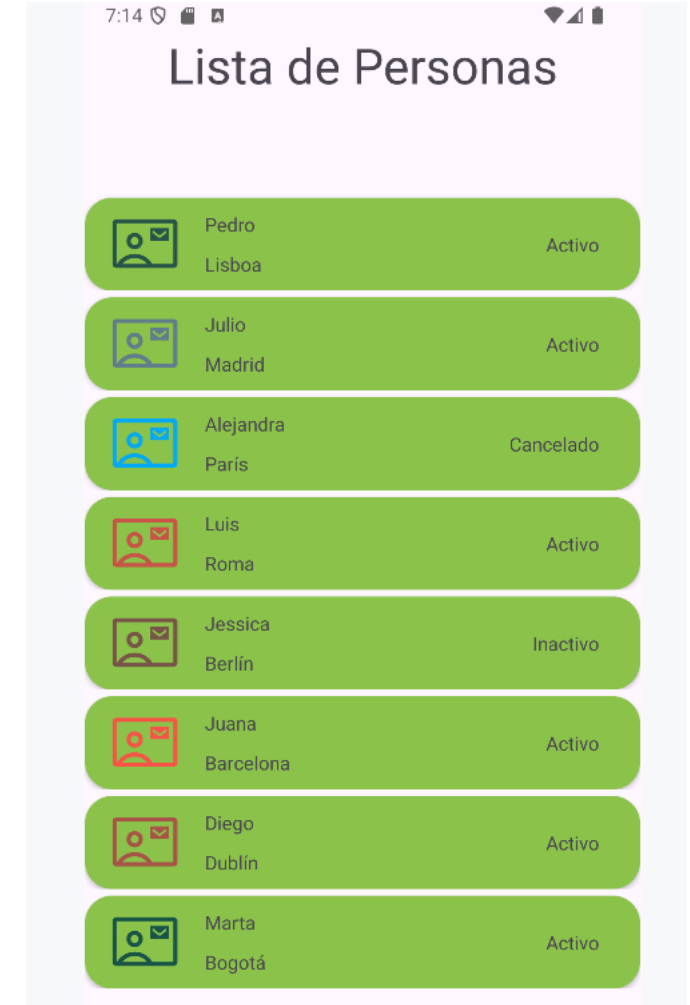 7:14
Lista de Personas
Pedro
Lisboa
Activo
Julio
Madrid
Activo
Alejandra
París
Cancelado
Luis
Roma
Activo
Jessica
Berlín
Inactivo
Juana
Barcelona
Activo
Diego
Dublín
Activo
Marta
Bogotá
Activo